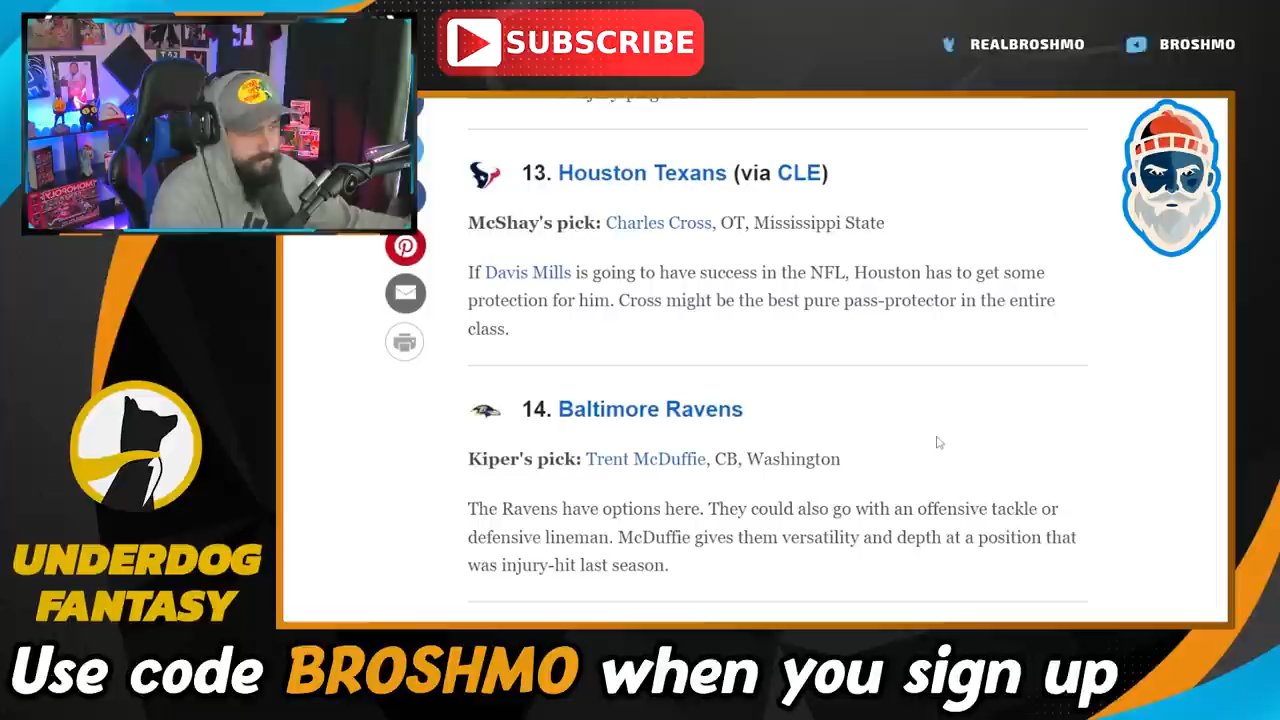 SUBSCRIBE
REALBROSHMO
BROSHMO
13. Houston Texans (via CLE)
McShay's pick: Charles Cross, OT, Mississippi State
If Davis Mills is going to have success in the NFL, Houston has to get some
protection for him. Cross might be the best pure pass-protector in the entire
class.
14. Baltimore Ravens
Kiper's pick: Trent McDuffie, CB, Washington
The Ravens have options here. They could also go with an offensive tackle or
defensive lineman. McDuffie gives them versatility and depth at a position that
was injury-hit last season.
UNDERDOG
FANTASY
Use code BROSHMO when you sign up